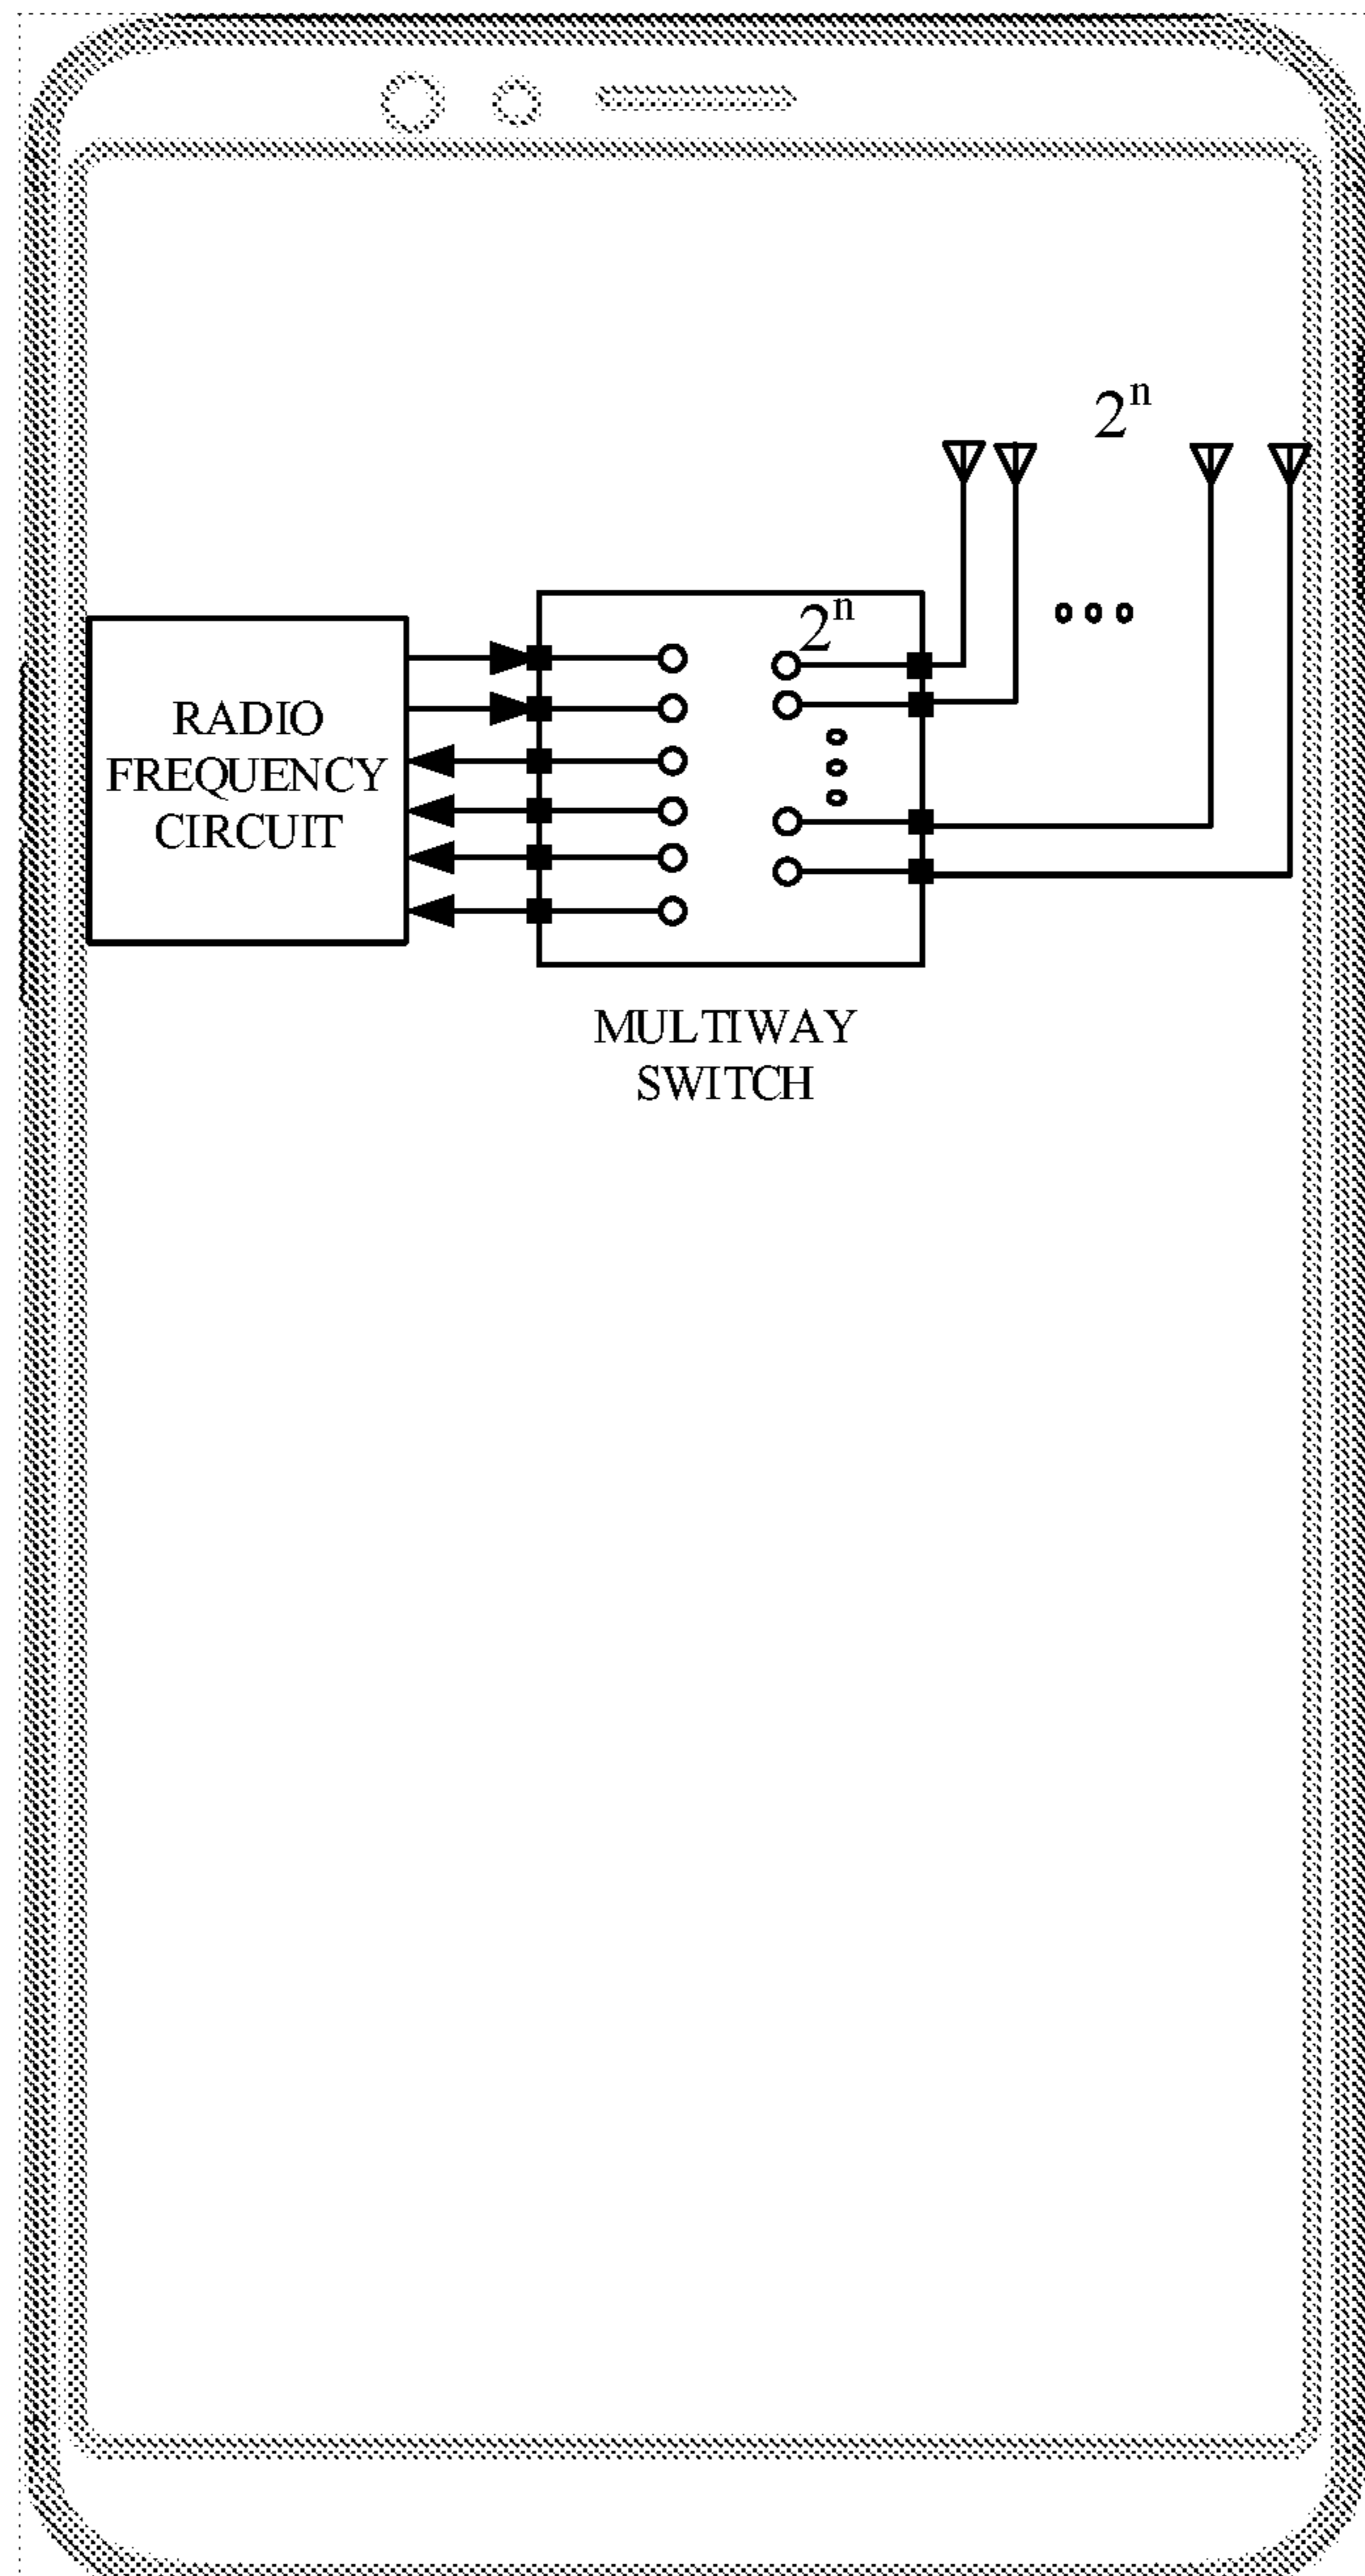 2ⁿ
2ⁿ
RADIO
FREQUENCY
CIRCUIT
MULTIWAY
SWITCH